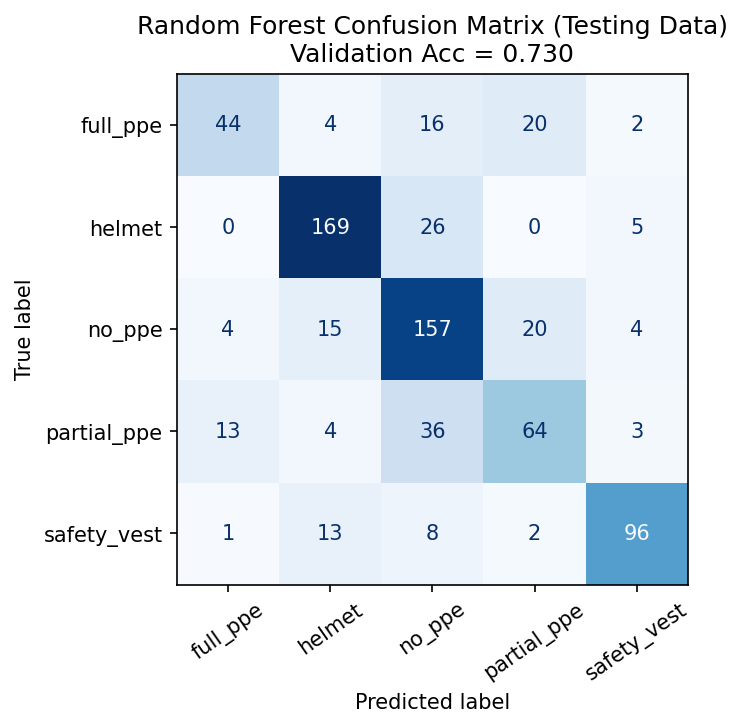 Random Forest Confusion Matrix (Testing Data)
Validation Acc = 0.730
True label
full_ppe 44 4 16 20 2
helmet 0 169 26 0 5
no_ppe 4 15 157 20 4
partial_ppe 13 4 36 64 3
safety_vest 1 13 8 2 96
full_ppe helmet no_ppe partial_ppe safety_vest
Predicted label